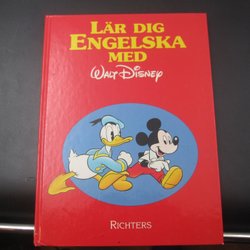 LÄR DIG
ENGELSKA
MED
WALT DISNEY
RICHTERS